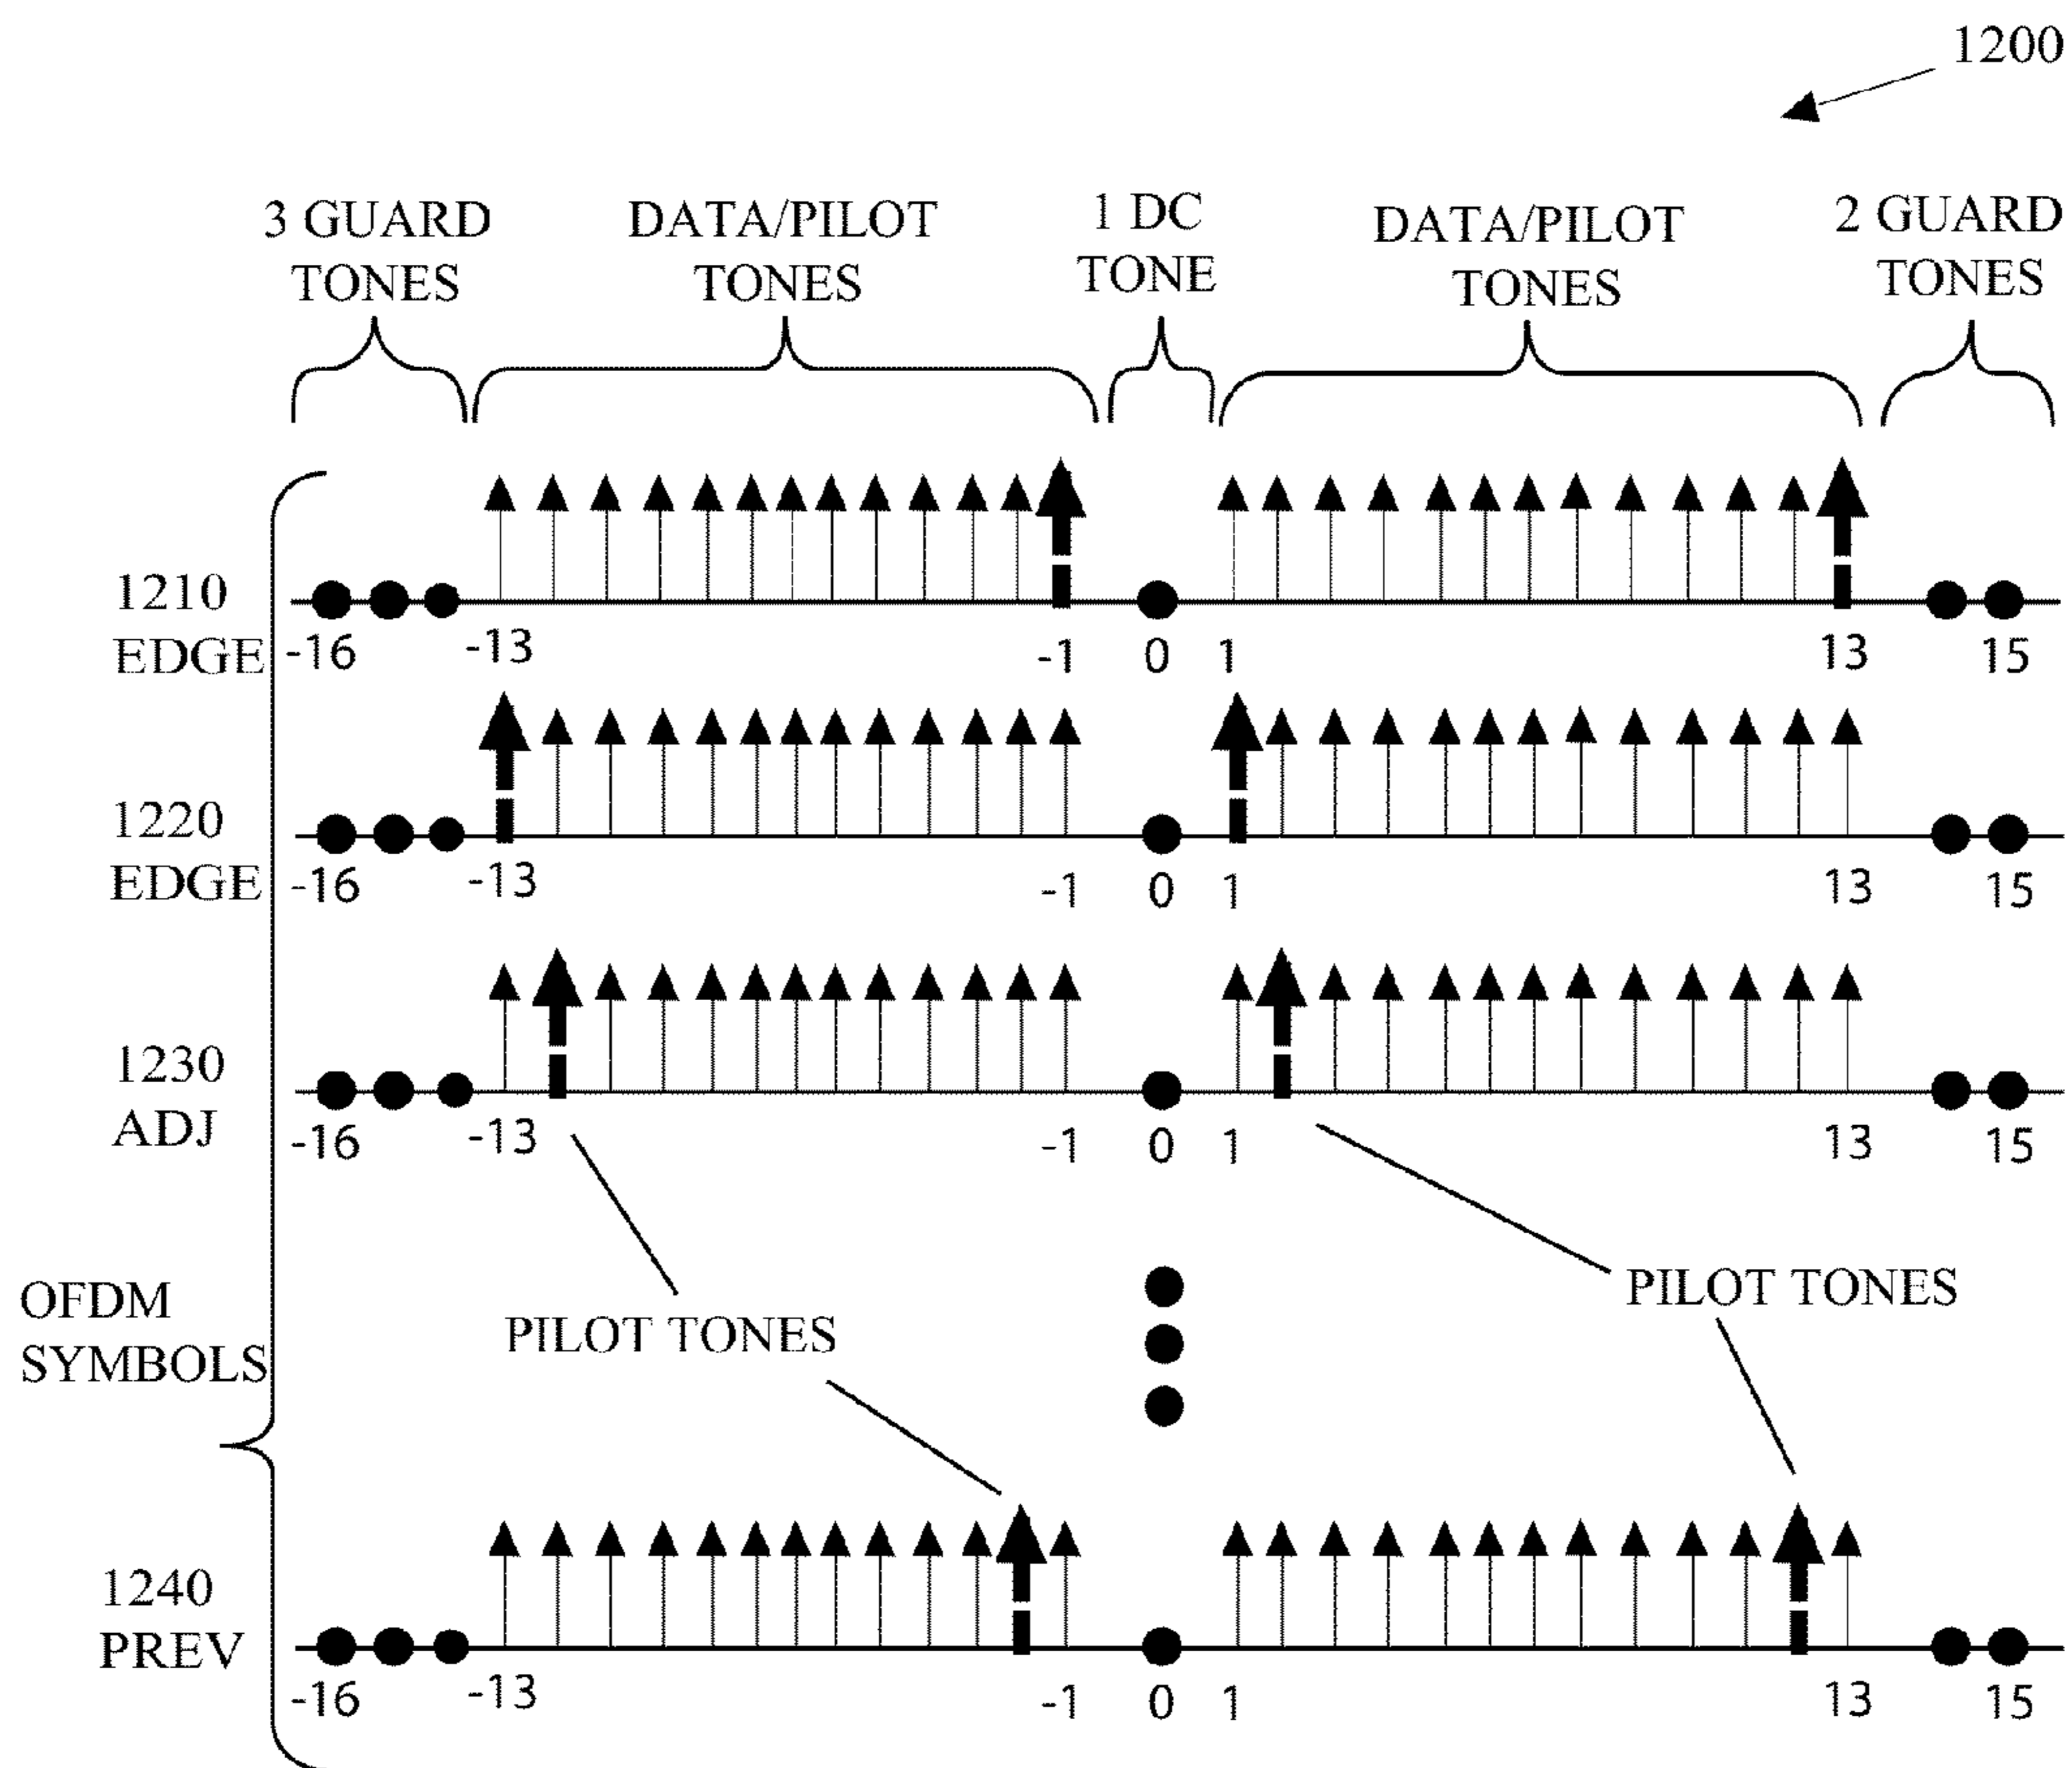 1200
3 GUARD
TONES
DATA/PILOT
TONES
1 DC
TONE
DATA/PILOT
TONES
2 GUARD
TONES
1210
EDGE
-16
-13
-1
0
1
13
15
1220
EDGE
-16
-13
-1
0
1
13
15
1230
ADJ
-16
-13
-1
0
1
13
15
OFDM
SYMBOLS
PILOT TONES
PILOT TONES
1240
PREV
-16
-13
-1
0
1
13
15